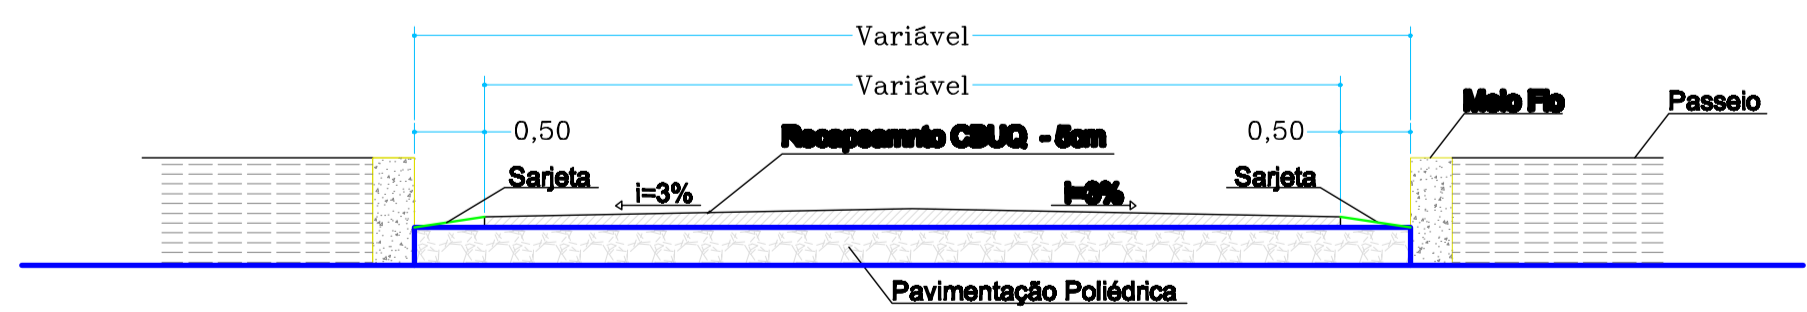 Variável
Variável
0,50
0,50
Meio Fio
Passeio
Recapeamnto CBUQ - 5cm
Sarjeta
Sarjeta
i=3%
i=3%
Pavimentação Poliédrica